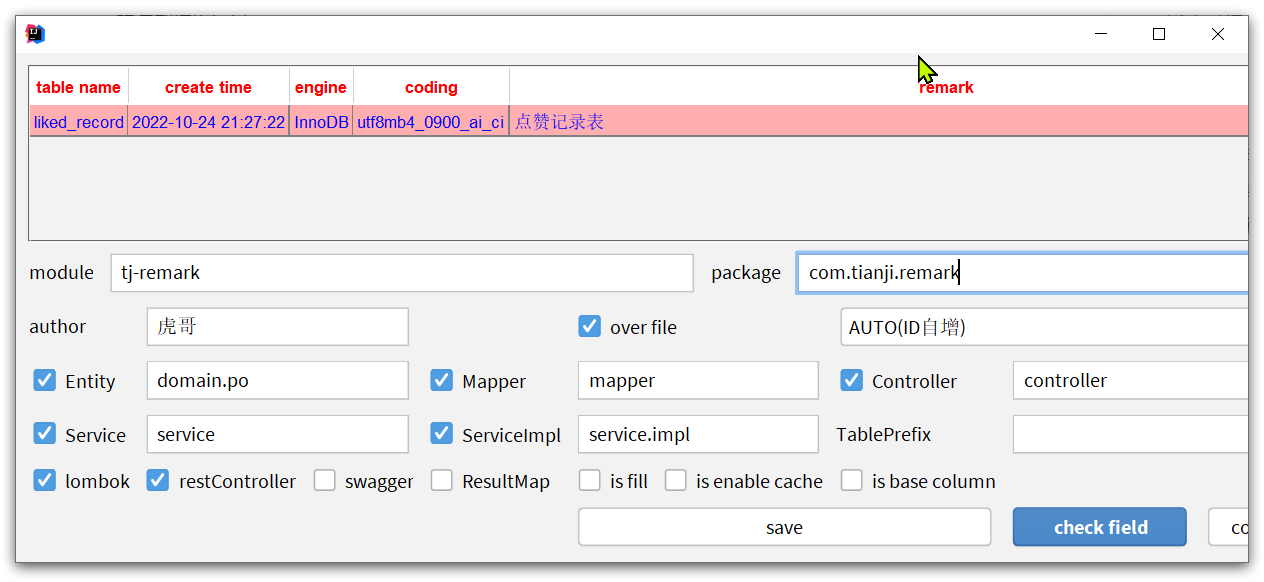 table name create time engine coding remark
liked_record 2022-10-24 21:27:22 InnoDB utf8mb4_0900_ai_ci 点赞记录表
module tj-remark package com.tianji.remark
author 虎哥 over file AUTO(ID自增)
Entity domain.po Mapper mapper Controller controller
Service service ServiceImpl service.impl TablePrefix
lombok restController swagger ResultMap is fill is enable cache is base column
save check field co